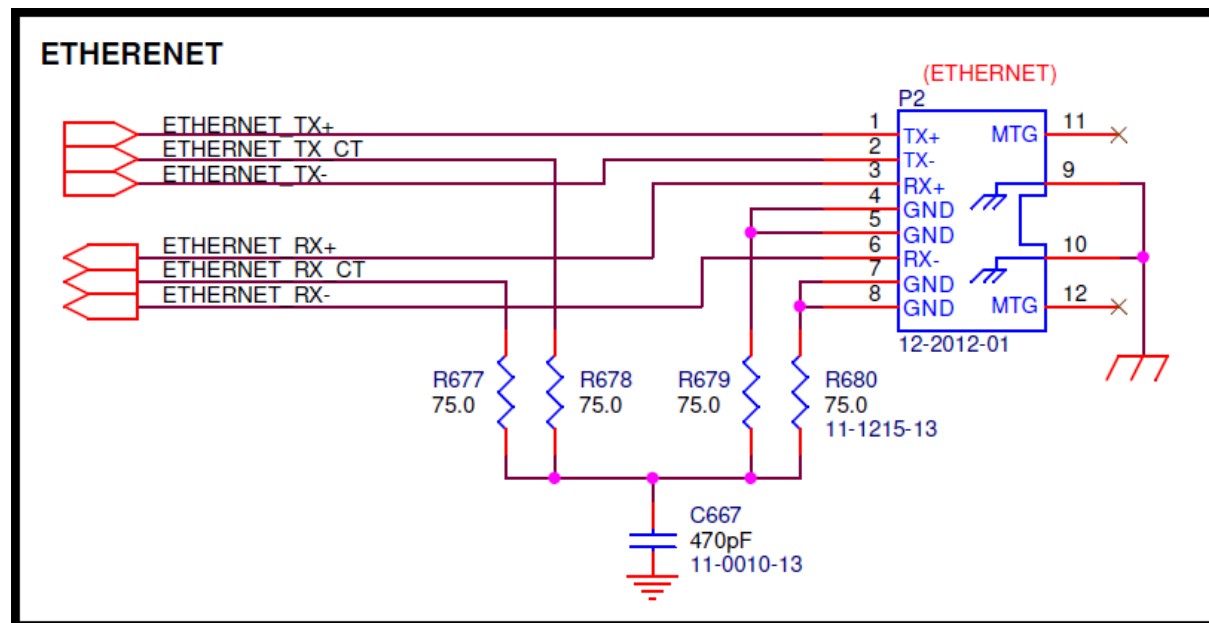 ETHERENET
(ETHERNET)
P2
ETHERNET_TX+
ETHERNET_TX_CT
ETHERNET_TX-
ETHERNET_RX+
ETHERNET_RX_CT
ETHERNET_RX-
1 TX+
2 TX-
3 RX+
4 GND
5 GND
6 RX-
7 GND
8 GND
MTG 11
9
10
MTG 12
12-2012-01
R677
75.0
R678
75.0
R679
75.0
R680
75.0
11-1215-13
C667
470pF
11-0010-13